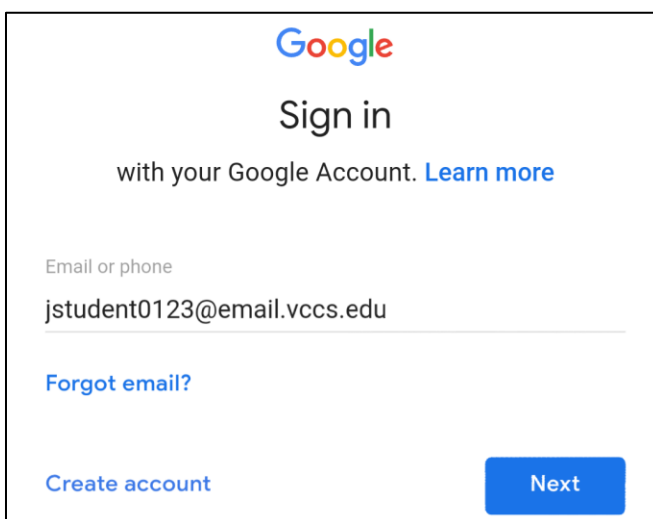 Google
Sign in
with your Google Account. Learn more
Email or phone
jstudent0123@email.vccs.edu
Forgot email?
Create account
Next